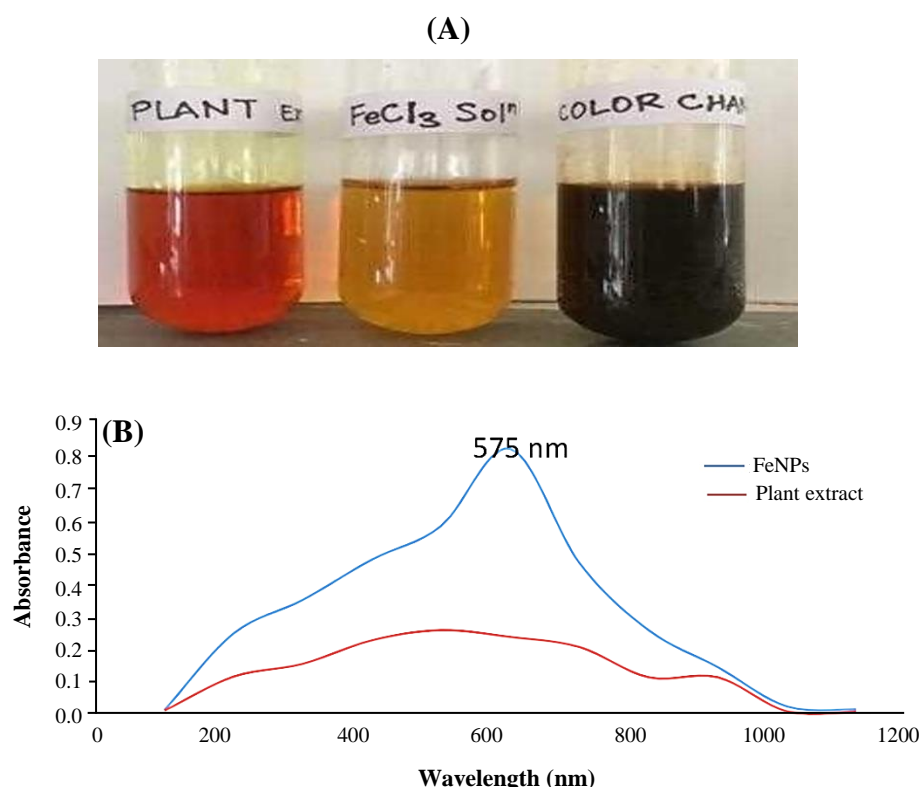 (A)
PLANT Ex
FeCl3 Solⁿ
COLOR CHAN
(B)
575 nm
FeNPs
Plant extract
Absorbance
0.9
0.8
0.7
0.6
0.5
0.4
0.3
0.2
0.1
0.0
0 200 400 600 800 1000 1200
Wavelength (nm)